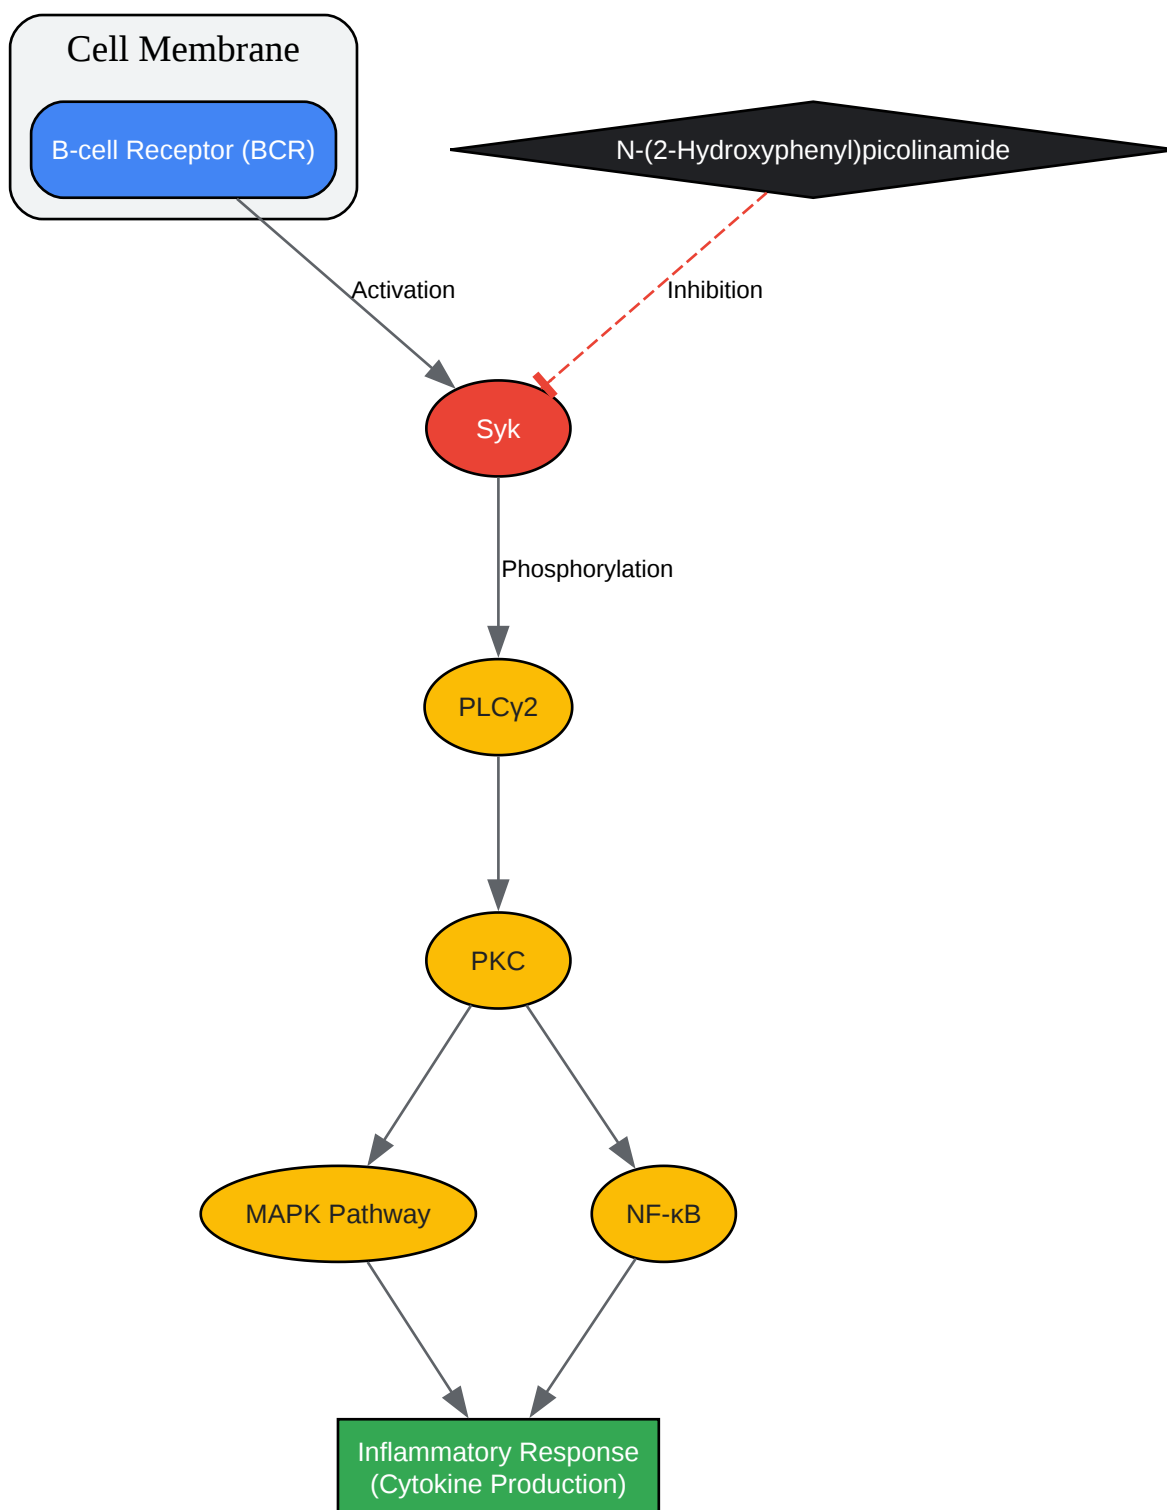 Cell Membrane
B-cell Receptor (BCR)
N-(2-Hydroxyphenyl)picolinamide
Activation
Inhibition
Syk
Phosphorylation
PLCγ2
PKC
MAPK Pathway
NF-κB
Inflammatory Response
(Cytokine Production)